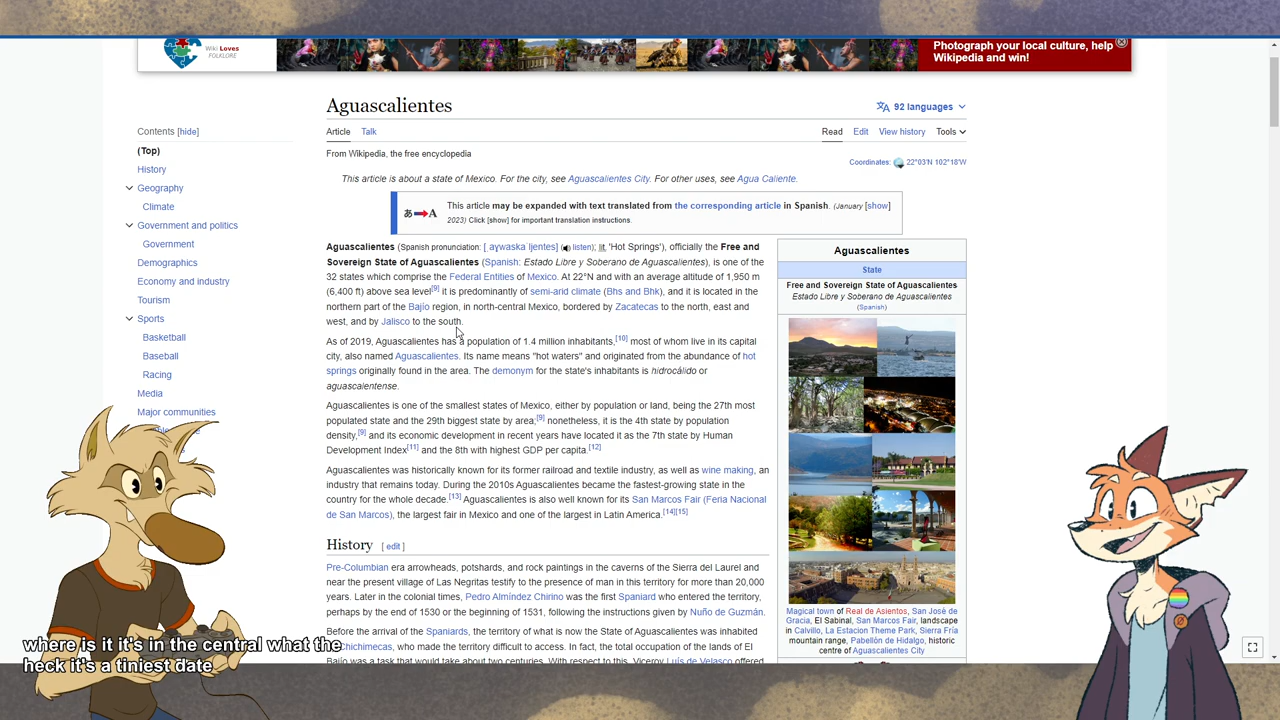 Wiki Loves
FOLKLORE
Photograph your local culture, help
Wikipedia and win!
Aguascalientes
92 languages
Contents [hide]
(Top)
History
Geography
Climate
Government and politics
Government
Demographics
Economy and industry
Tourism
Sports
Basketball
Baseball
Racing
Media
Major communities
Article Talk
Read Edit View history Tools
From Wikipedia, the free encyclopedia
Coordinates: 22°03′N 102°18′W
This article is about a state of Mexico. For the city, see Aguascalientes City. For other uses, see Agua Caliente.
This article may be expanded with text translated from the corresponding article in Spanish. (January [show]
2023) Click [show] for important translation instructions.
Aguascalientes (Spanish pronunciation: [ˌaɣwaskaˈljentes] (listen); lit. 'Hot Springs'), officially the Free and
Sovereign State of Aguascalientes (Spanish: Estado Libre y Soberano de Aguascalientes), is one of the
32 states which comprise the Federal Entities of Mexico. At 22°N and with an average altitude of 1,950 m
(6,400 ft) above sea level[9] it is predominantly of semi-arid climate (Bhs and Bhk), and it is located in the
northern part of the Bajío region, in north-central Mexico, bordered by Zacatecas to the north, east and
west, and by Jalisco to the south.
As of 2019, Aguascalientes has a population of 1.4 million inhabitants,[10] most of whom live in its capital
city, also named Aguascalientes. Its name means "hot waters" and originated from the abundance of hot
springs originally found in the area. The demonym for the state's inhabitants is hidrocálido or
aguascalentense.
Aguascalientes is one of the smallest states of Mexico, either by population or land, being the 27th most
populated state and the 29th biggest state by area;[9] nonetheless, it is the 4th state by population
density,[9] and its economic development in recent years have located it as the 7th state by Human
Development Index[11] and the 8th with highest GDP per capita.[12]
Aguascalientes was historically known for its former railroad and textile industry, as well as wine making, an
industry that remains today. During the 2010s Aguascalientes became the fastest-growing state in the
country for the whole decade.[13] Aguascalientes is also well known for its San Marcos Fair (Feria Nacional
de San Marcos), the largest fair in Mexico and one of the largest in Latin America.[14][15]
History [ edit ]
Pre-Columbian era arrowheads, potshards, and rock paintings in the caverns of the Sierra del Laurel and
near the present village of Las Negritas testify to the presence of man in this territory for more than 20,000
years. Later in the colonial times, Pedro Almíndez Chirino was the first Spaniard who entered the territory,
perhaps by the end of 1530 or the beginning of 1531, following the instructions given by Nuño de Guzmán.
Before the arrival of the Spaniards, the territory of what is now the State of Aguascalientes was inhabited
Chichimecas, who made the territory difficult to access. In fact, the total occupation of the lands of El
Bajío was a task that would take about two centuries. With respect to this, Viceroy Luís de Velasco offered
Aguascalientes
State
Free and Sovereign State of Aguascalientes
Estado Libre y Soberano de Aguascalientes
(Spanish)
Magical town of Real de Asientos, San Josè de
Gracia, El Sabinal, San Marcos Fair, landscape
in Calvillo, La Estacion Theme Park, Sierra Fría
mountain range, Pabellón de Hidalgo, historic
centre of Aguascalientes City
where is it it's in the central what the
heck it's a tiniest date